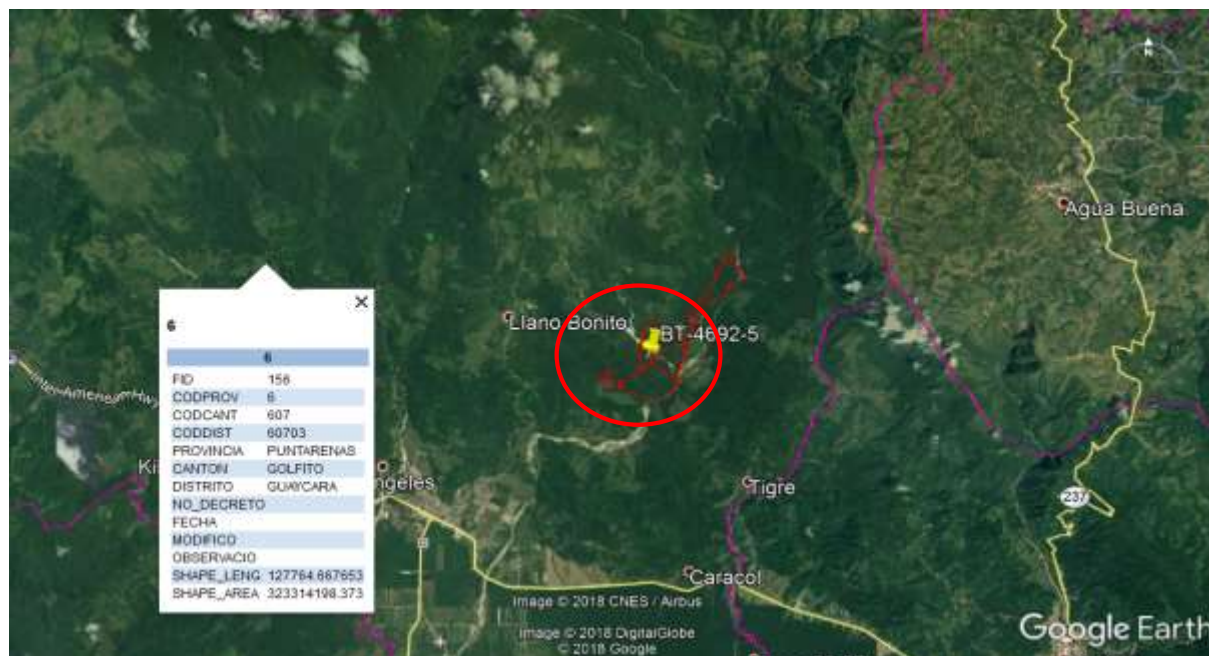 N
Agua Buena
Llano Bonito
BT-4692-5
6
6
FID 156
CODPROV 6
CODCANT 607
CODDIST 60703
PROVINCIA PUNTARENAS
CANTON GOLFITO
DISTRITO GUAYCARA
NO_DECRETO
FECHA
MODIFICO
OBSERVACIO
SHAPE_LENG 127764.667653
SHAPE_AREA 323314198.373
Tigre
237
Caracol
Image © 2018 CNES / Airbus
Image © 2018 DigitalGlobe
© 2018 Google
Google Earth